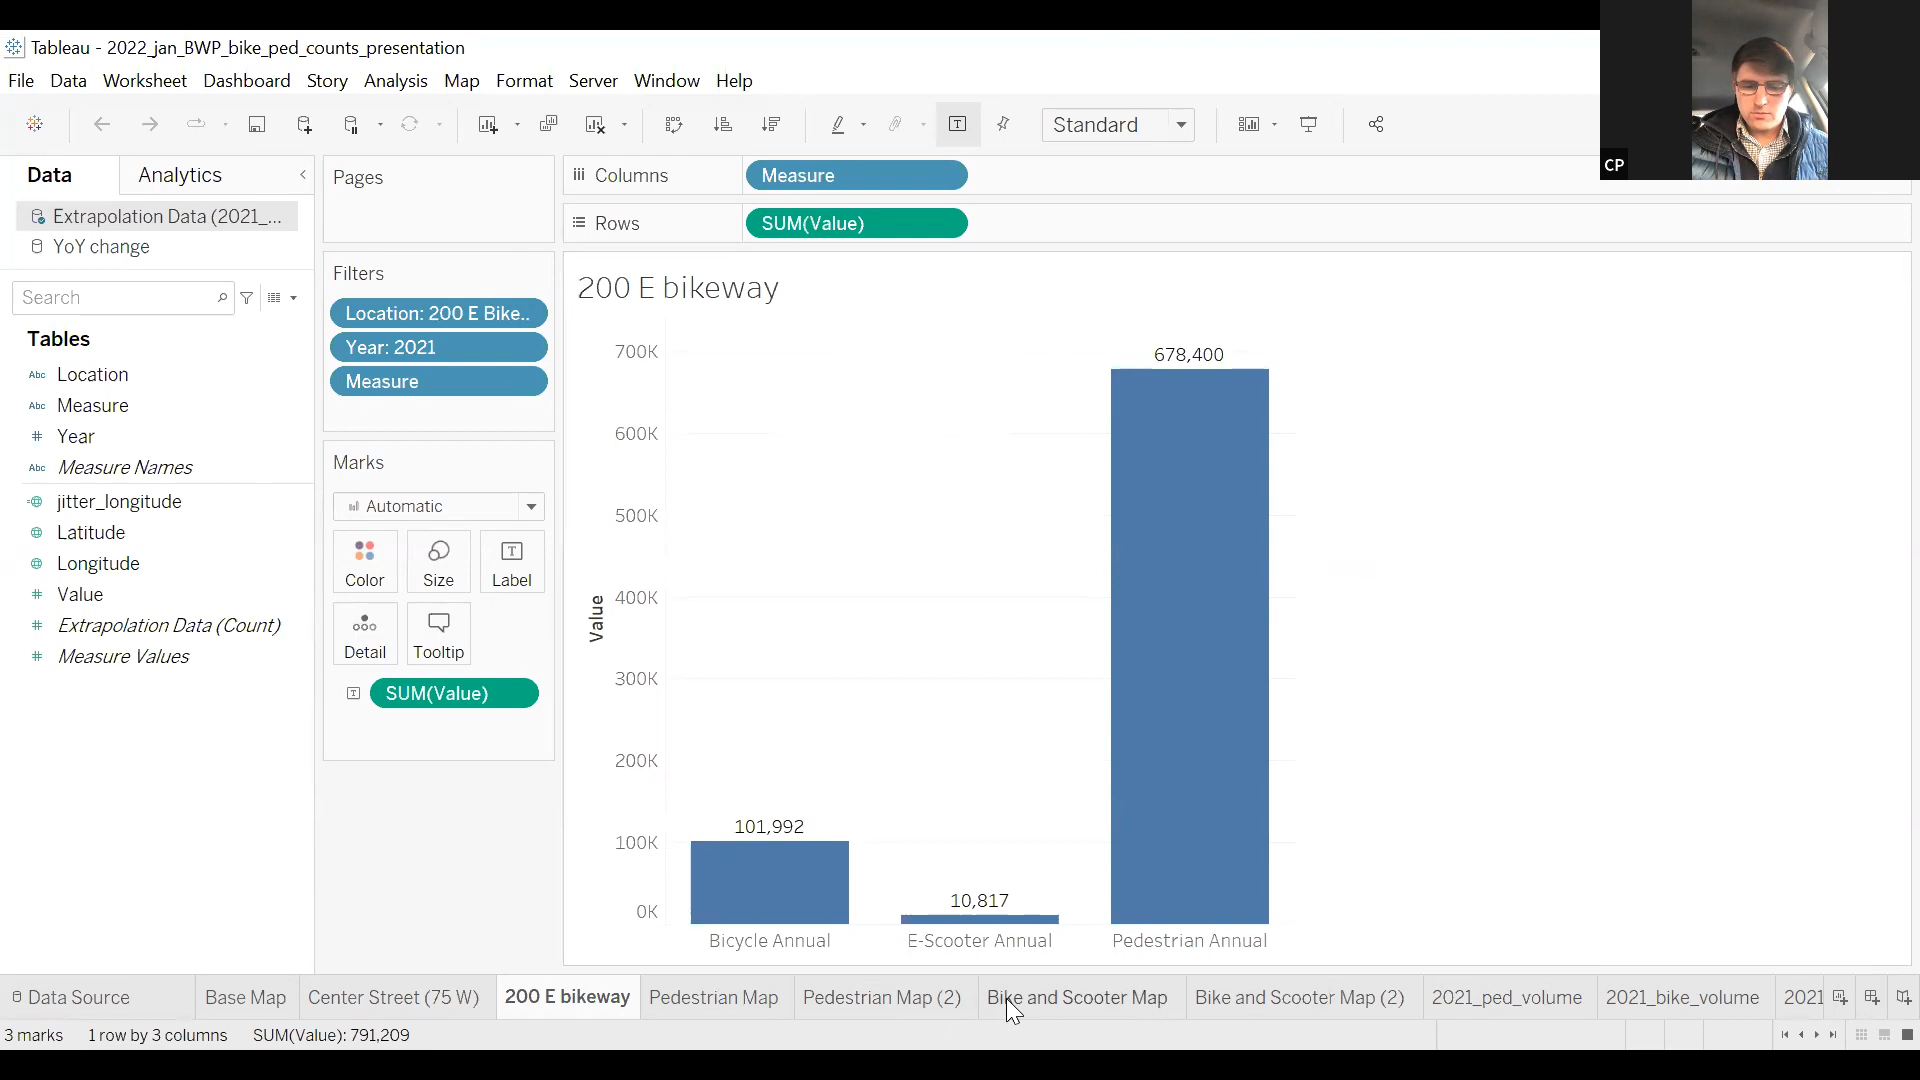 Tableau - 2022_jan_BWP_bike_ped_counts_presentation
File Data Worksheet Dashboard Story Analysis Map Format Server Window Help
Standard
CP
Data Analytics
Pages
Columns Measure
Extrapolation Data (2021_...
YoY change
Rows SUM(Value)
Filters
Search
Location: 200 E Bike..
Year: 2021
Measure
200 E bikeway
Tables
Abc Location
Abc Measure
# Year
Abc Measure Names
jitter_longitude
Latitude
Longitude
# Value
# Extrapolation Data (Count)
# Measure Values
Marks
Automatic
Color Size Label
Detail Tooltip
SUM(Value)
700K
600K
500K
400K
300K
200K
100K
0K
Value
678,400
101,992
10,817
Bicycle Annual E-Scooter Annual Pedestrian Annual
Data Source Base Map Center Street (75 W) 200 E bikeway Pedestrian Map Pedestrian Map (2) Bike and Scooter Map Bike and Scooter Map (2) 2021_ped_volume 2021_bike_volume 2021
3 marks 1 row by 3 columns SUM(Value): 791,209